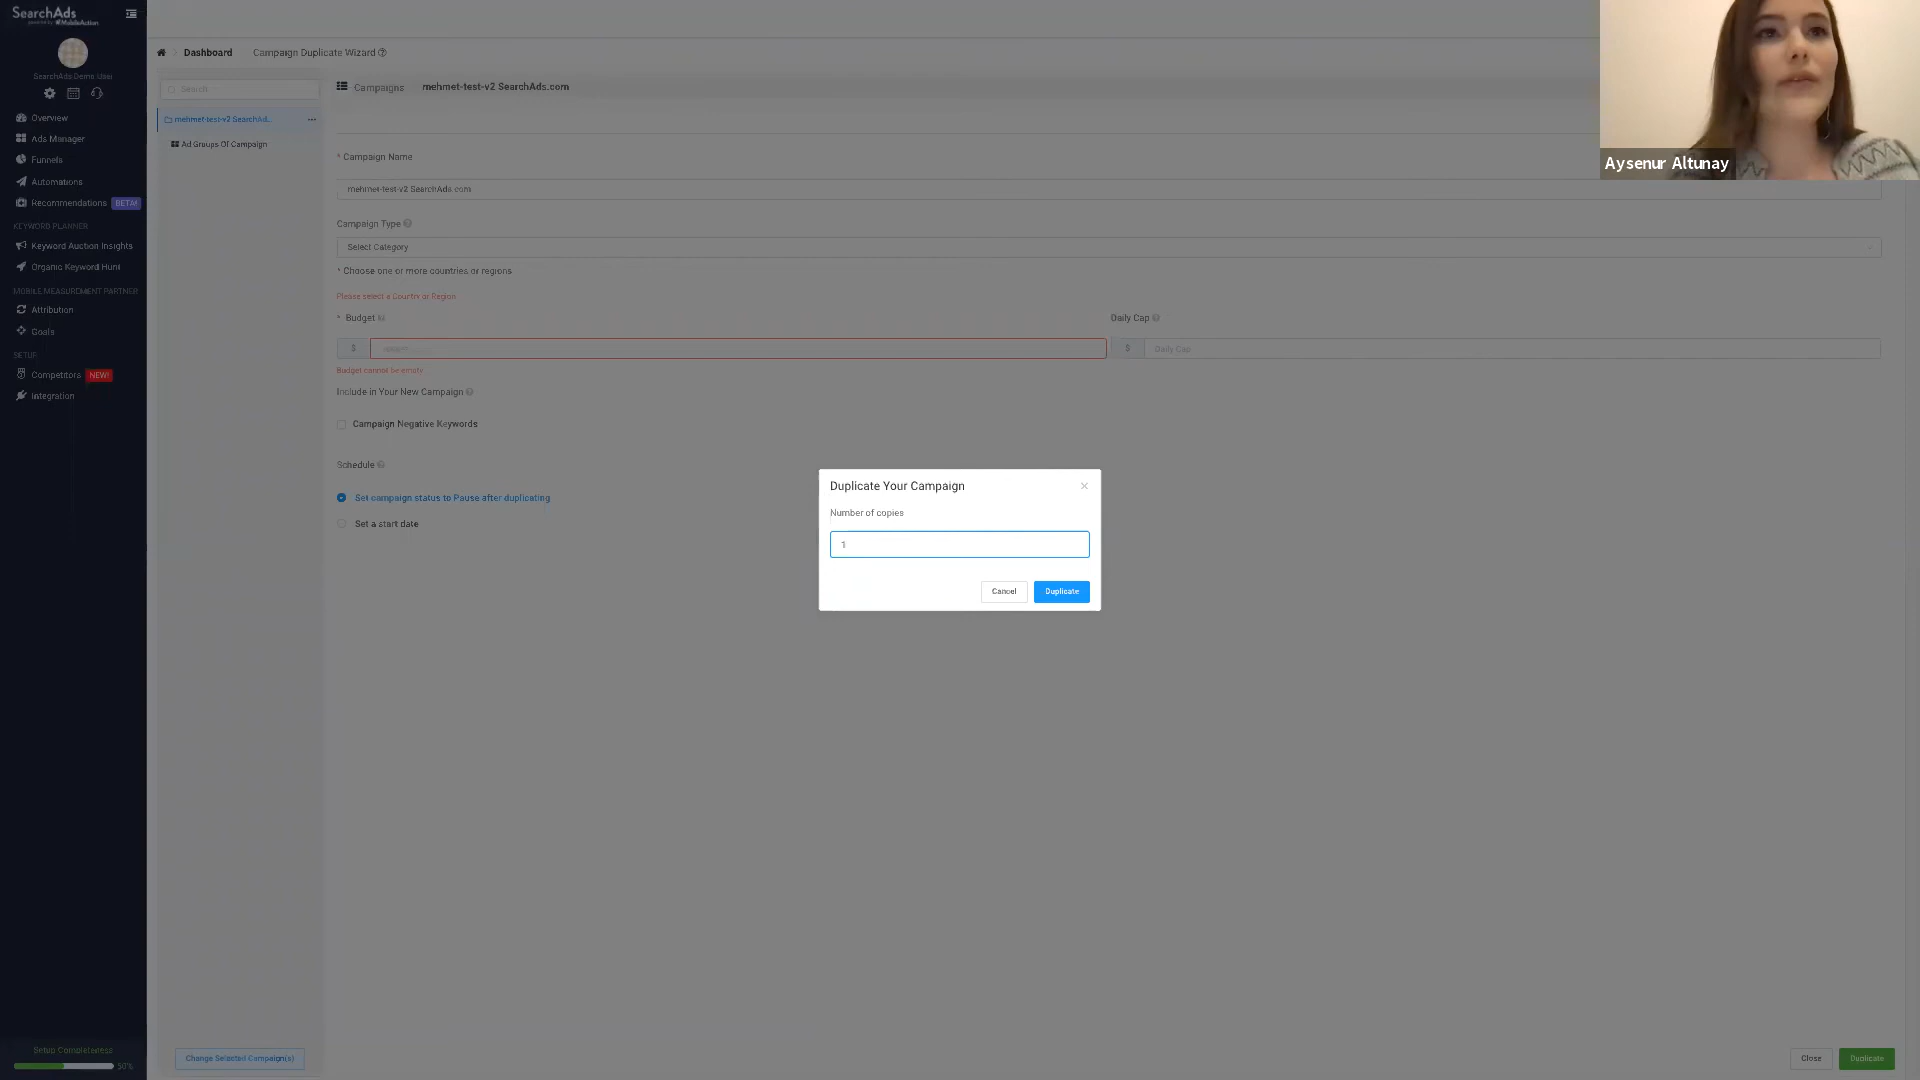 SearchAds
powered by MobileAction
SearchAds Demo User
Overview
Ads Manager
Funnels
Automations
Recommendations BETA!
KEYWORD PLANNER
Keyword Auction Insights
Organic Keyword Hunt
MOBILE MEASUREMENT PARTNER
Attribution
Goals
SETUP
Competitors NEW!
Integration
Setup Completeness
50%
Dashboard Campaign Duplicate Wizard
Search
mehmet-test-v2 SearchAd...
Ad Groups Of Campaign
Change Selected Campaign(s)
Campaigns mehmet-test-v2 SearchAds.com
* Campaign Name
mehmet-test-v2 SearchAds.com
Campaign Type
Select Category
* Choose one or more countries or regions
Please select a Country or Region
* Budget Daily Cap
$
$ Daily Cap
Budget cannot be empty
Include in Your New Campaign
Campaign Negative Keywords
Schedule
Set campaign status to Pause after duplicating
Set a start date
Duplicate Your Campaign
Number of copies
1
Cancel Duplicate
Close Duplicate
Aysenur Altunay